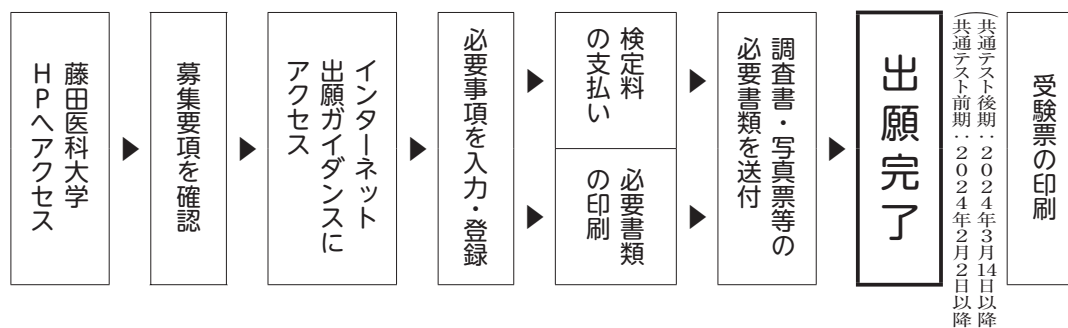 藤田医科大学
HPへアクセス
▶
募集要項を確認
▶
インターネット
出願ガイダンスに
アクセス
▶
必要事項を入力・登録
▶
検定料
の支払い
▶
必要書類
の印刷
▶
調査書・写真票等の
必要書類を送付
▶
出願完了
受験票の印刷
(共通テスト後期:2024年3月14日以降
共通テスト前期:2024年2月2日以降